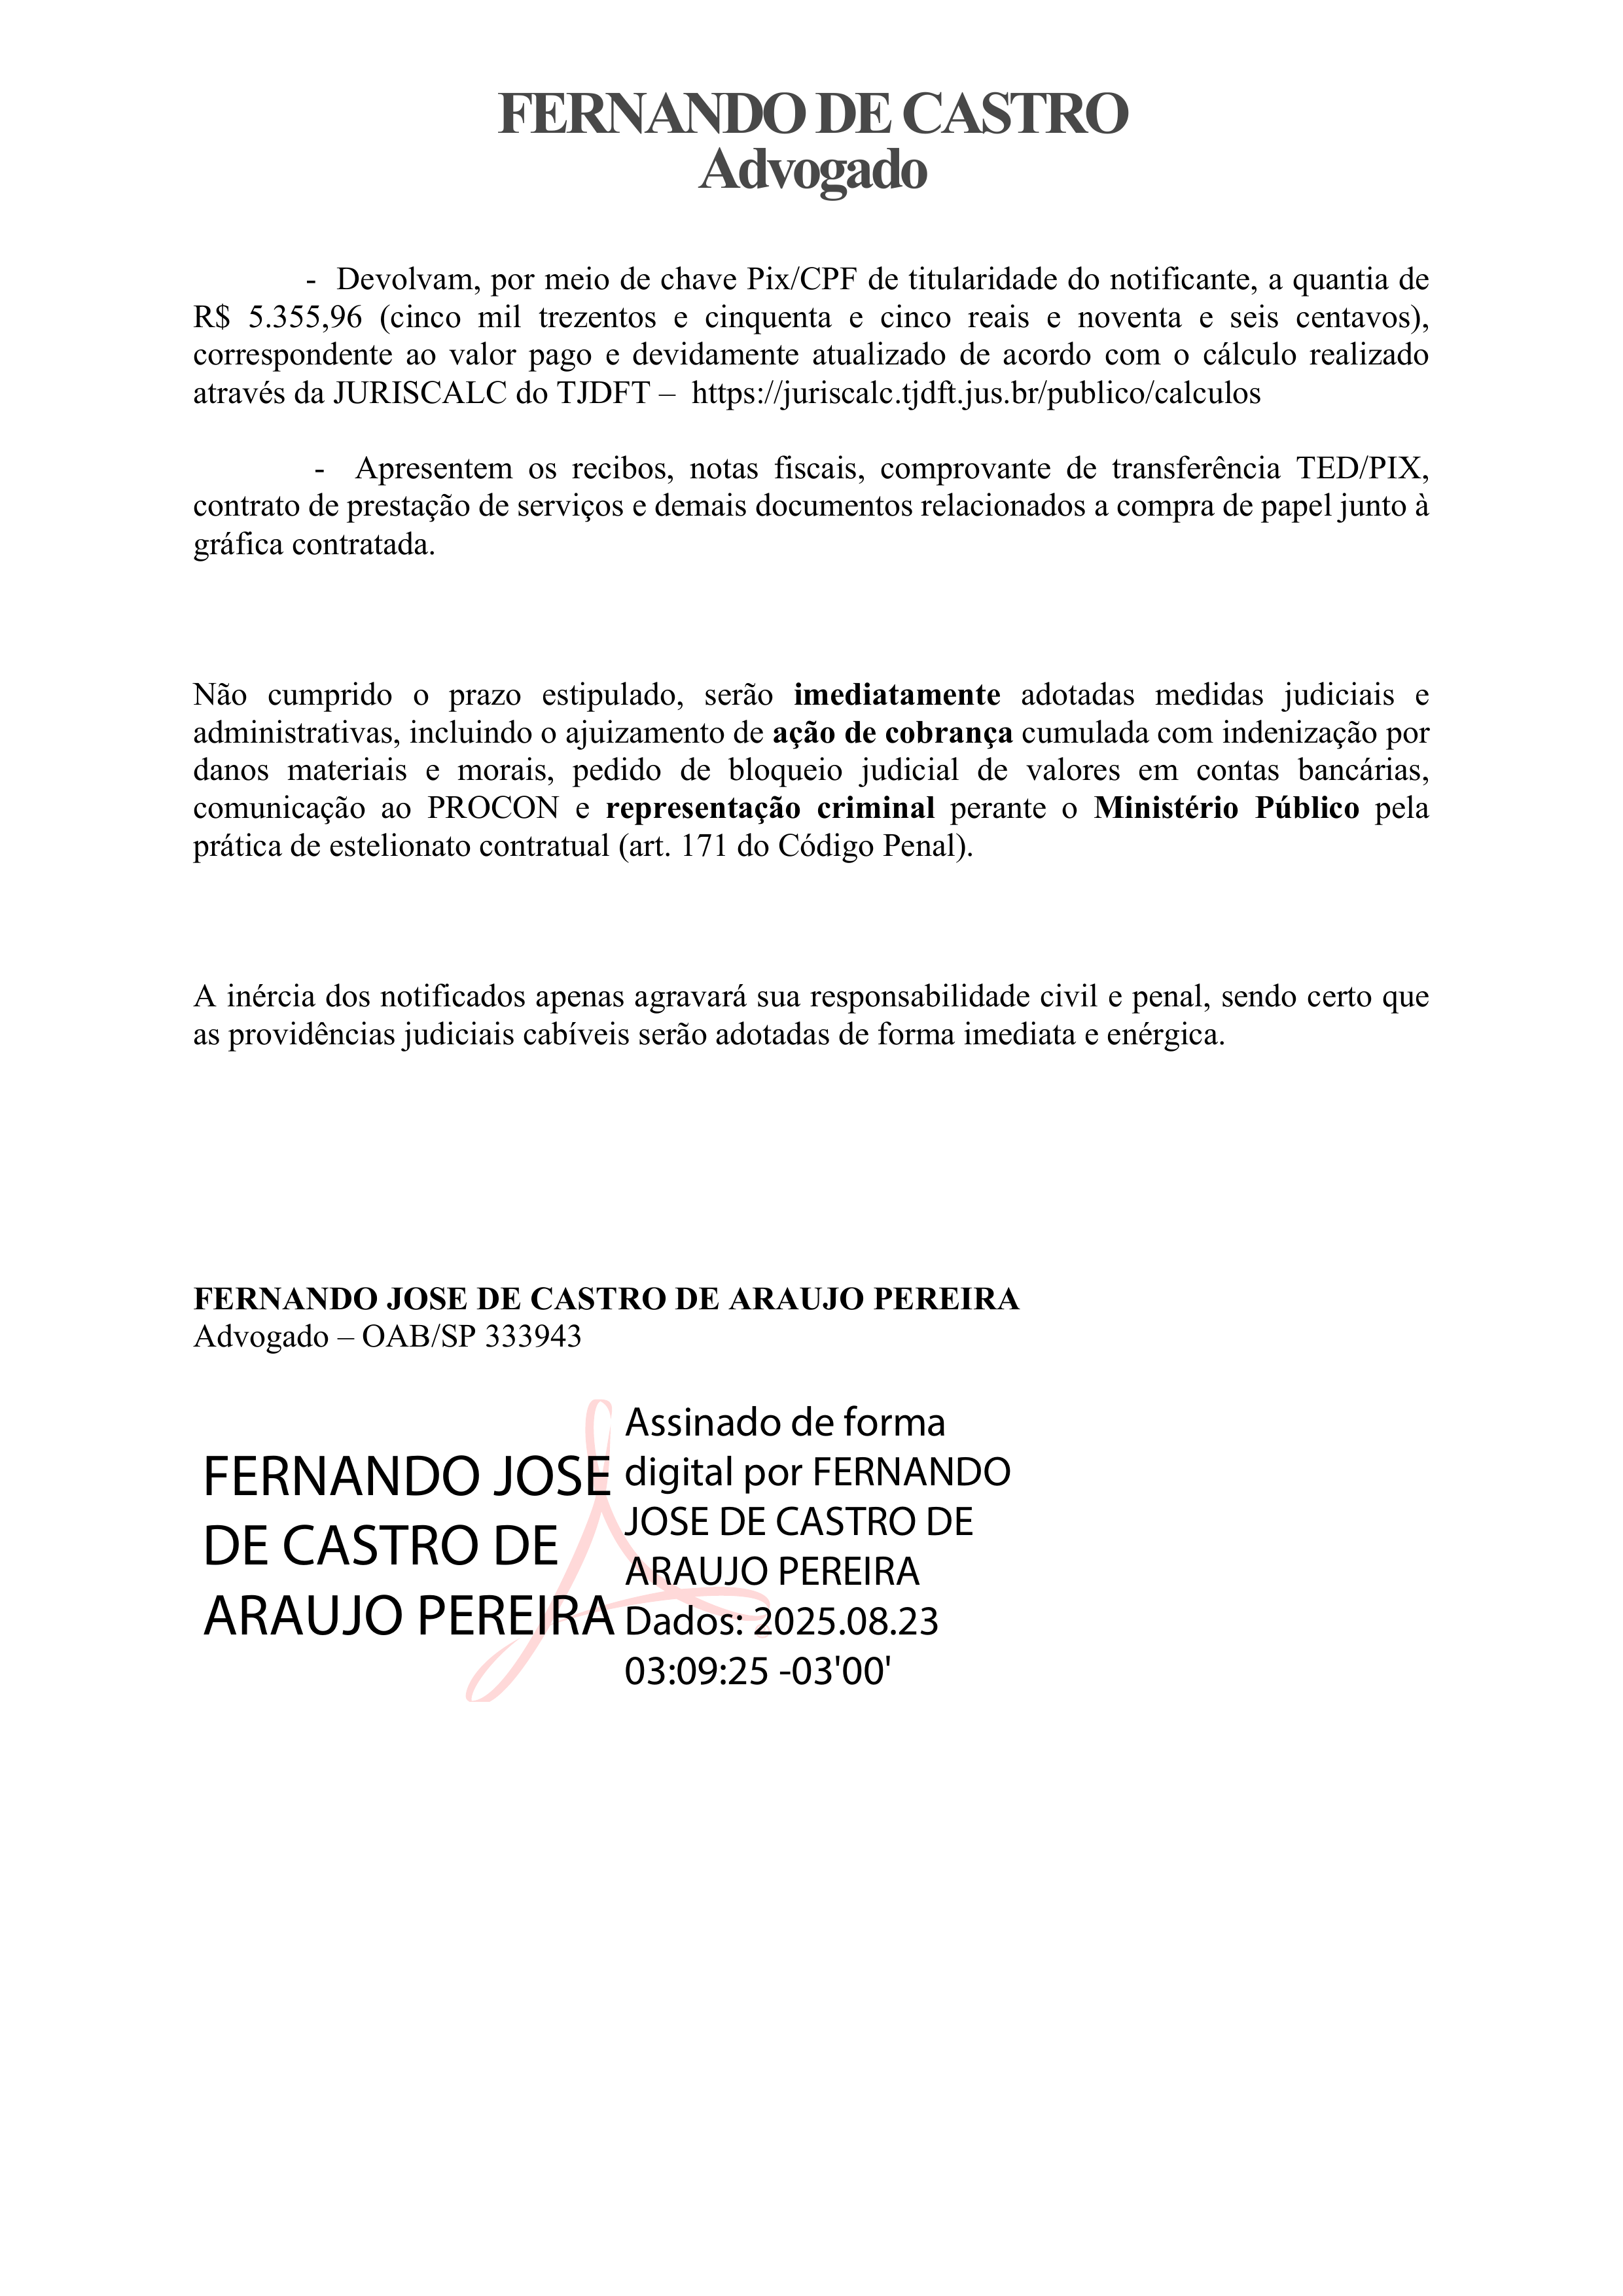 FERNANDO DE CASTRO
Advogado
- Devolvam, por meio de chave Pix/CPF de titularidade do notificante, a quantia de
R$ 5.355,96 (cinco mil trezentos e cinquenta e cinco reais e noventa e seis centavos),
correspondente ao valor pago e devidamente atualizado de acordo com o cálculo realizado
através da JURISCALC do TJDFT – https://juriscalc.tjdft.jus.br/publico/calculos
- Apresentem os recibos, notas fiscais, comprovante de transferência TED/PIX,
contrato de prestação de serviços e demais documentos relacionados a compra de papel junto à
gráfica contratada.
Não cumprido o prazo estipulado, serão imediatamente adotadas medidas judiciais e
administrativas, incluindo o ajuizamento de ação de cobrança cumulada com indenização por
danos materiais e morais, pedido de bloqueio judicial de valores em contas bancárias,
comunicação ao PROCON e representação criminal perante o Ministério Público pela
prática de estelionato contratual (art. 171 do Código Penal).
A inércia dos notificados apenas agravará sua responsabilidade civil e penal, sendo certo que
as providências judiciais cabíveis serão adotadas de forma imediata e enérgica.
FERNANDO JOSE DE CASTRO DE ARAUJO PEREIRA
Advogado – OAB/SP 333943
FERNANDO JOSE
DE CASTRO DE
ARAUJO PEREIRA
Assinado de forma
digital por FERNANDO
JOSE DE CASTRO DE
ARAUJO PEREIRA
Dados: 2025.08.23
03:09:25 -03'00'